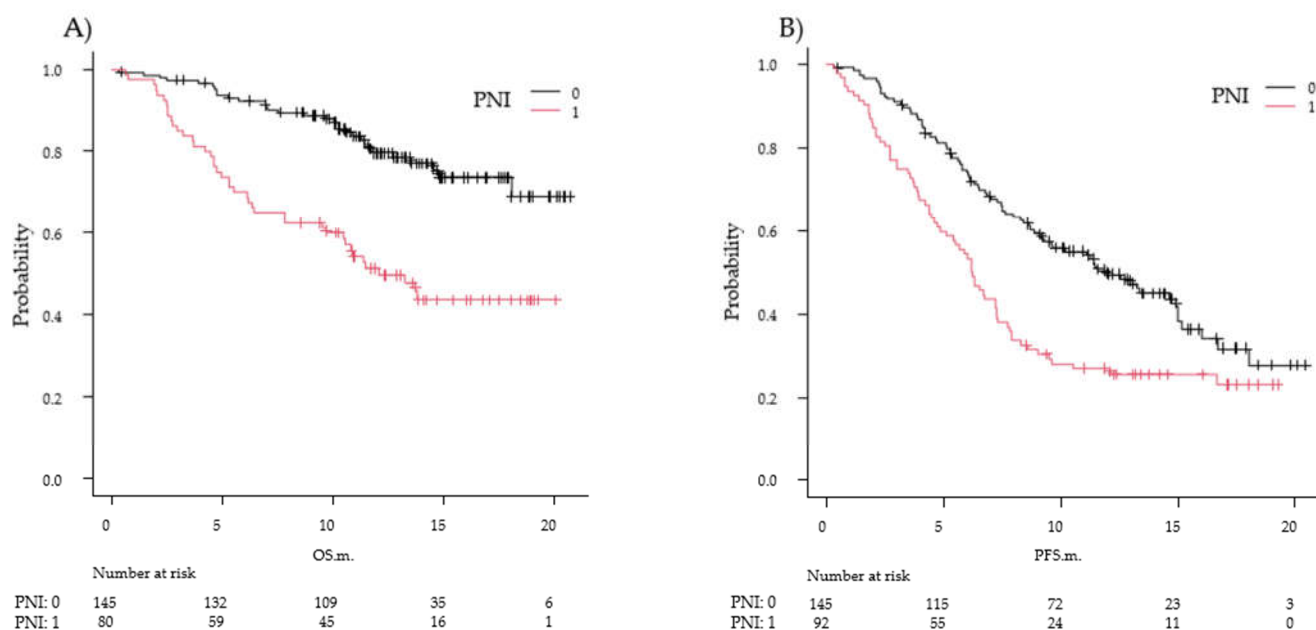 A)
PNI
0
1
1.0
0.8
0.6
0.4
0.2
0.0
Probability
0 5 10 15 20
OS.m.
Number at risk
PNI: 0 145 132 109 35 6
PNI: 1 80 59 45 16 1
B)
PNI
0
1
1.0
0.8
0.6
0.4
0.2
0.0
Probability
0 5 10 15 20
PFS.m.
Number at risk
PNI: 0 145 115 72 23 3
PNI: 1 92 55 24 11 0